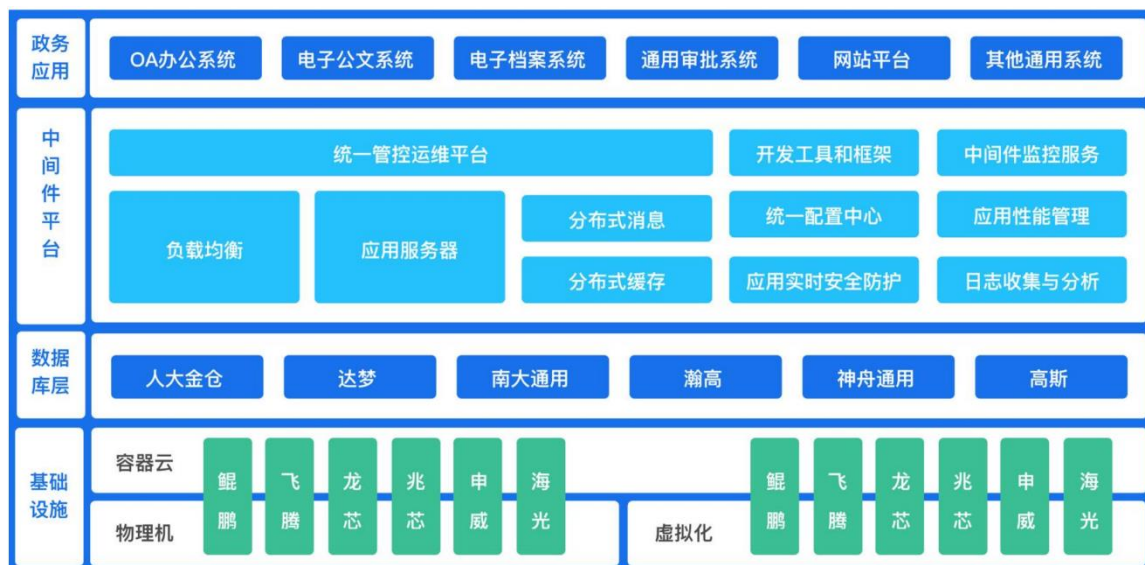 政务
应用
OA办公系统 电子公文系统 电子档案系统 通用审批系统 网站平台 其他通用系统
中
间
件
平
台
统一管控运维平台 开发工具和框架 中间件监控服务
负载均衡 应用服务器 分布式消息 统一配置中心 应用性能管理
分布式缓存 应用实时安全防护 日志收集与分析
数据
库层
人大金仓 达梦 南大通用 瀚高 神舟通用 高斯
基础
设施
容器云
鲲鹏 飞腾 龙芯 兆芯 申威 海光
鲲鹏 飞腾 龙芯 兆芯 申威 海光
物理机 虚拟化